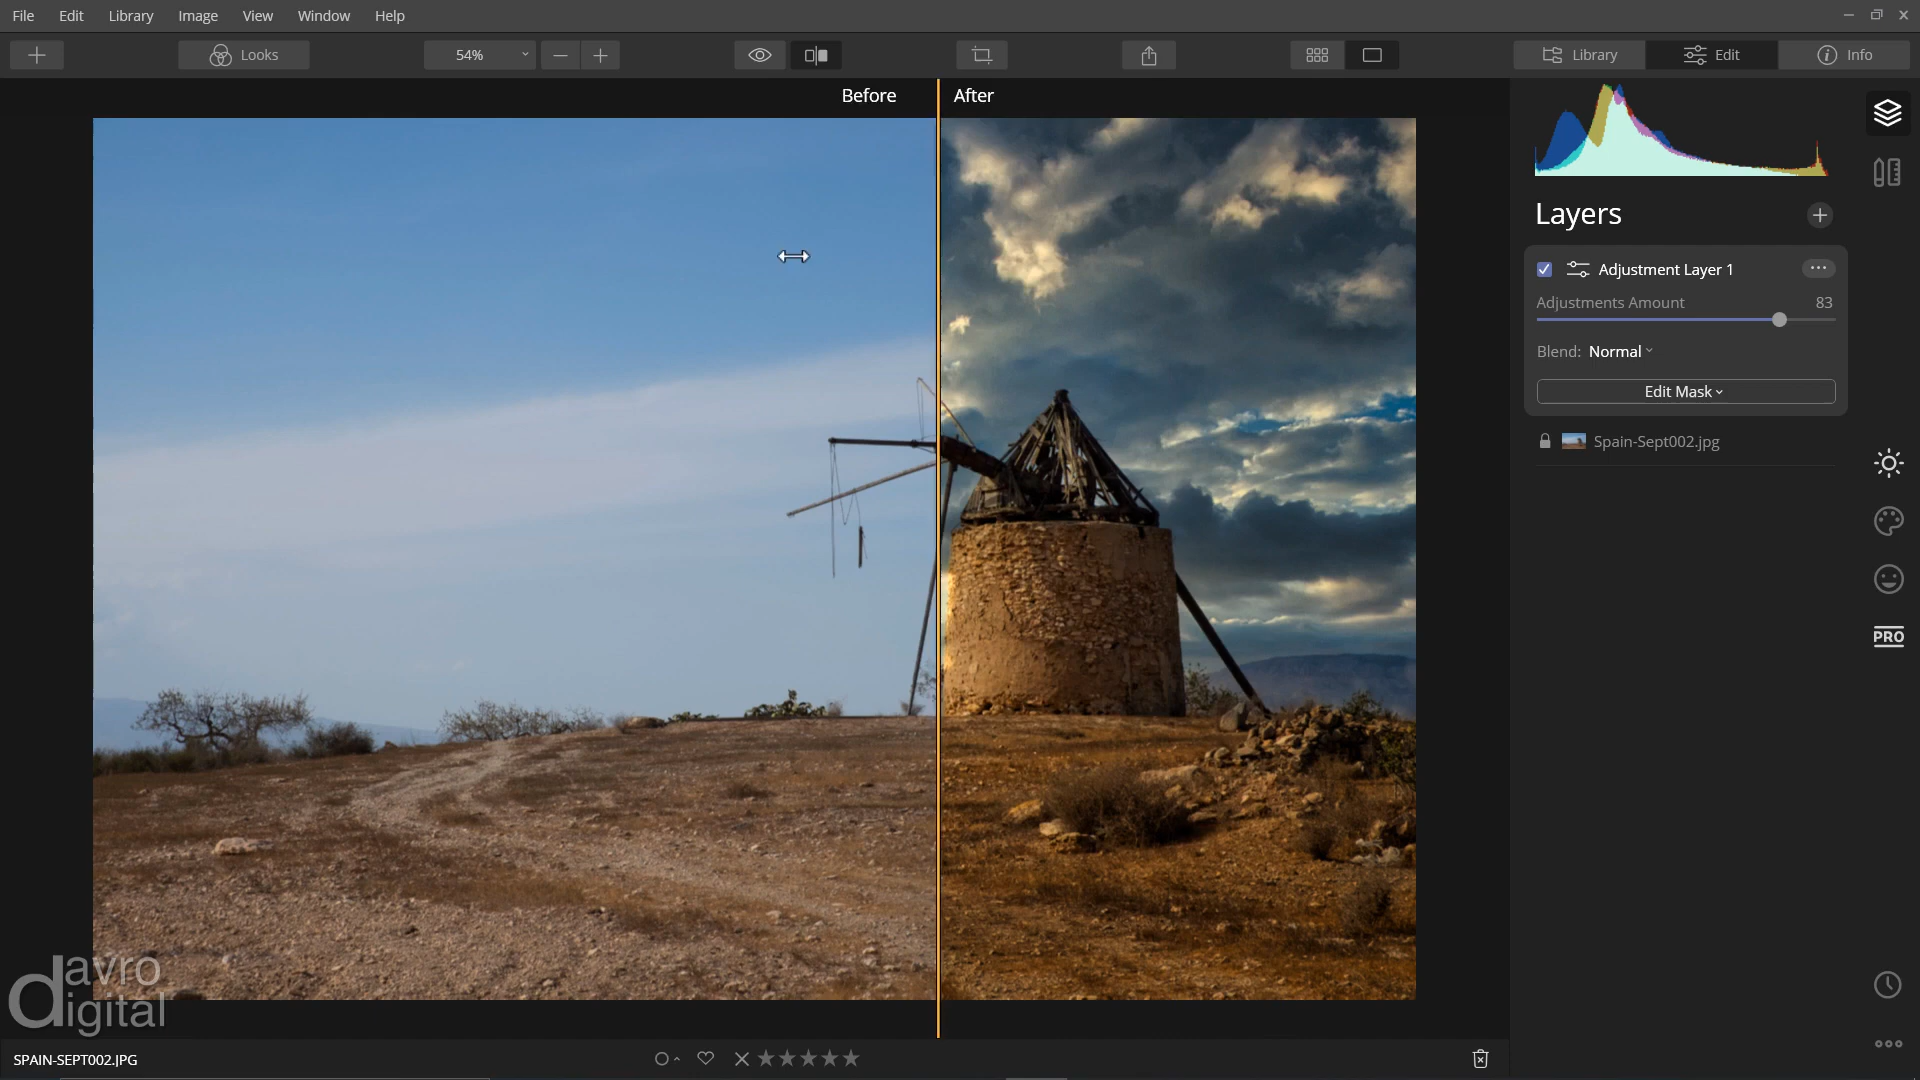 File Edit Library Image View Window Help
Looks 54% Library Edit Info
Before After
Layers
Adjustment Layer 1
Adjustments Amount 83
Blend: Normal
Edit Mask
Spain-Sept002.jpg
PRO
davro
digital
SPAIN-SEPT002.JPG